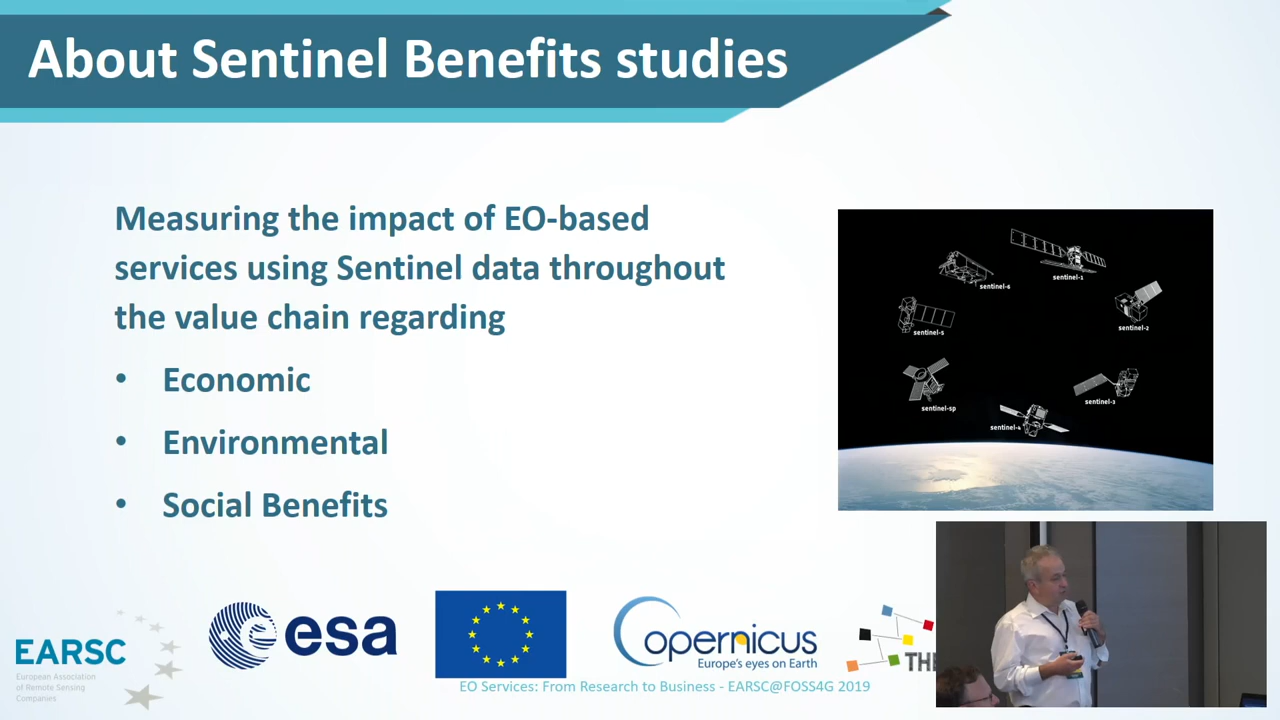 About Sentinel Benefits studies
Measuring the impact of EO-based
services using Sentinel data throughout
the value chain regarding
• Economic
• Environmental
• Social Benefits
sentinel-1
sentinel-6
sentinel-2
sentinel-5
sentinel-3
sentinel-5p
sentinel-4
EARSC
European Association
of Remote Sensing
Companies
esa
opernicus
Europe's eyes on Earth
THE
EO Services: From Research to Business - EARSC@FOSS4G 2019